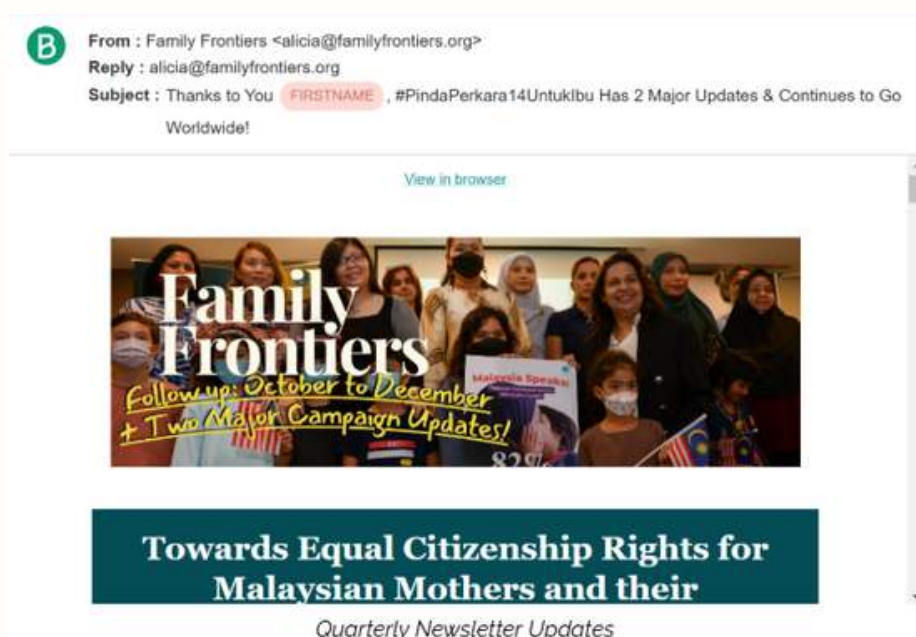 B
From : Family Frontiers <alicia@familyfrontiers.org>
Reply : alicia@familyfrontiers.org
Subject : Thanks to You FIRSTNAME , #PindaPerkara14UntukIbu Has 2 Major Updates & Continues to Go
Worldwide!
View in browser
Family
Frontiers
Follow up: October to December
+ Two Major Campaign Updates!
Malaysia Speaks
82%
Towards Equal Citizenship Rights for
Malaysian Mothers and their
Quarterly Newsletter Updates